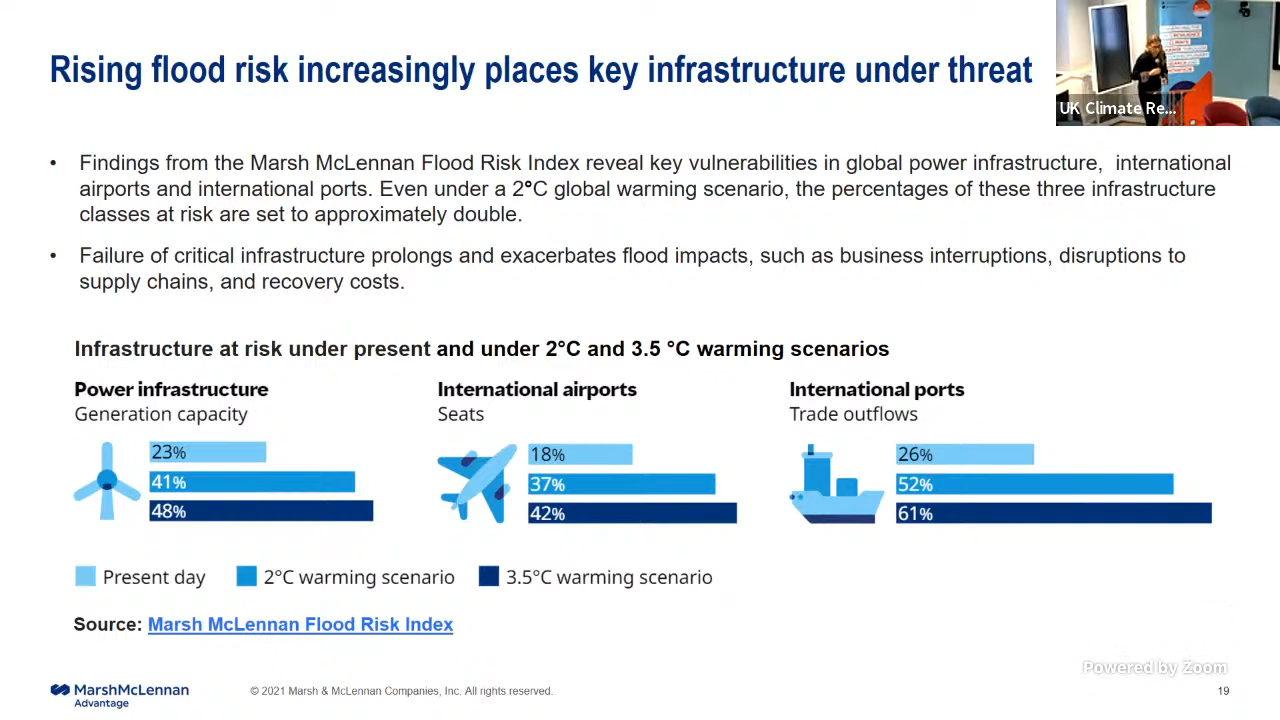 Rising flood risk increasingly places key infrastructure under threat
UK Climate Re...
• Findings from the Marsh McLennan Flood Risk Index reveal key vulnerabilities in global power infrastructure, international
airports and international ports. Even under a 2°C global warming scenario, the percentages of these three infrastructure
classes at risk are set to approximately double.
• Failure of critical infrastructure prolongs and exacerbates flood impacts, such as business interruptions, disruptions to
supply chains, and recovery costs.
Infrastructure at risk under present and under 2°C and 3.5 °C warming scenarios
Power infrastructure
Generation capacity
23%
41%
48%
International airports
Seats
18%
37%
42%
International ports
Trade outflows
26%
52%
61%
Present day
2°C warming scenario
3.5°C warming scenario
Source: Marsh McLennan Flood Risk Index
Powered by Zoom
MarshMcLennan
Advantage
© 2021 Marsh & McLennan Companies, Inc. All rights reserved.
19